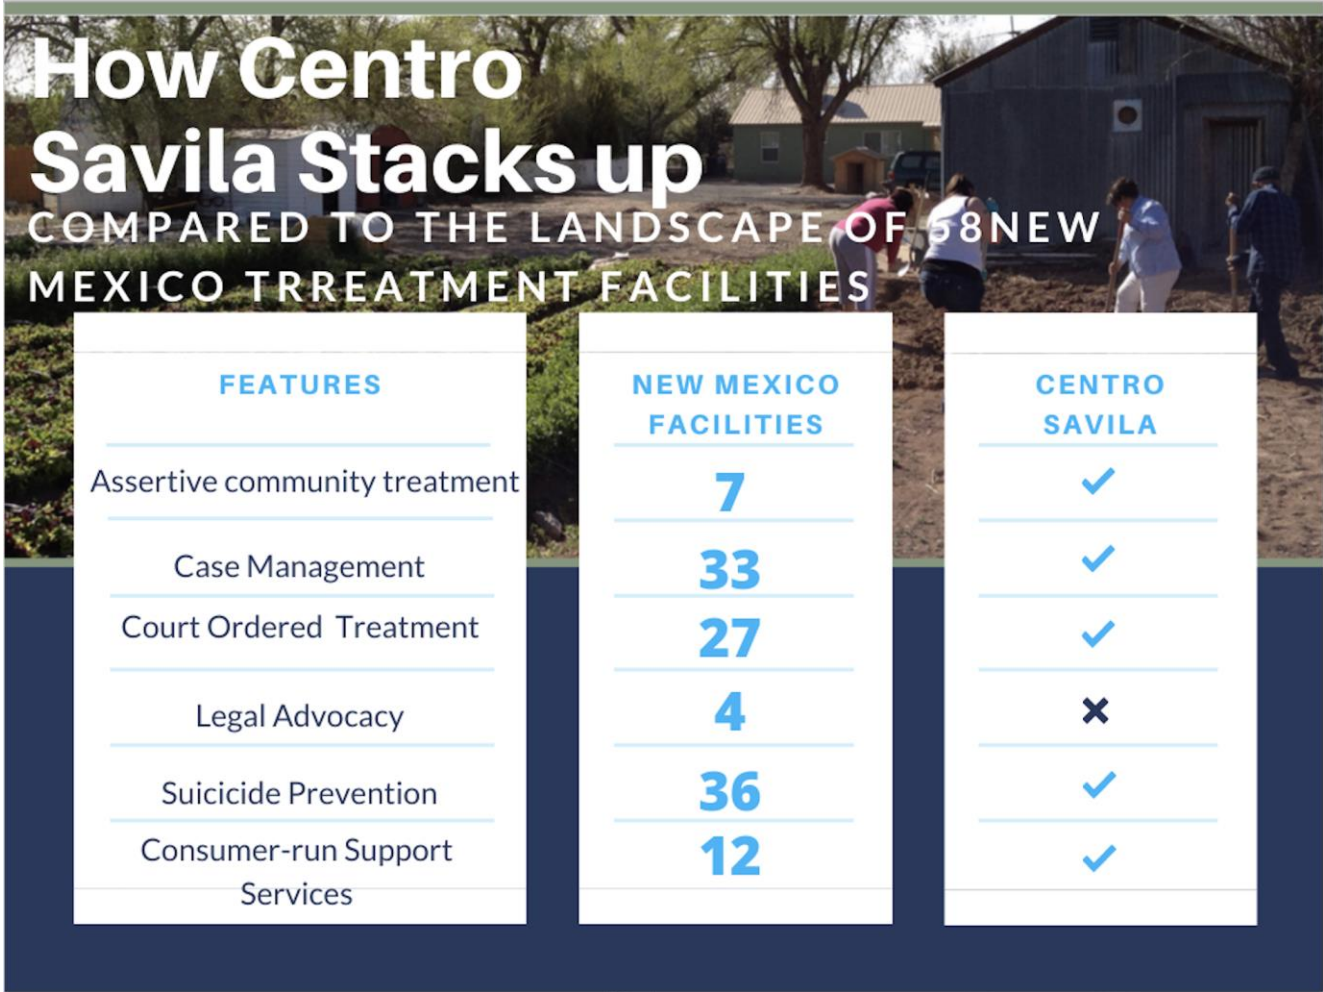 How Centro
Savila Stacks up
COMPARED TO THE LANDSCAPE OF 58NEW
MEXICO TRREATMENT FACILITIES
FEATURES
NEW MEXICO
FACILITIES
CENTRO
SAVILA
Assertive community treatment
7
Case Management
33
Court Ordered Treatment
27
Legal Advocacy
4
Suicicide Prevention
36
Consumer-run Support
Services
12